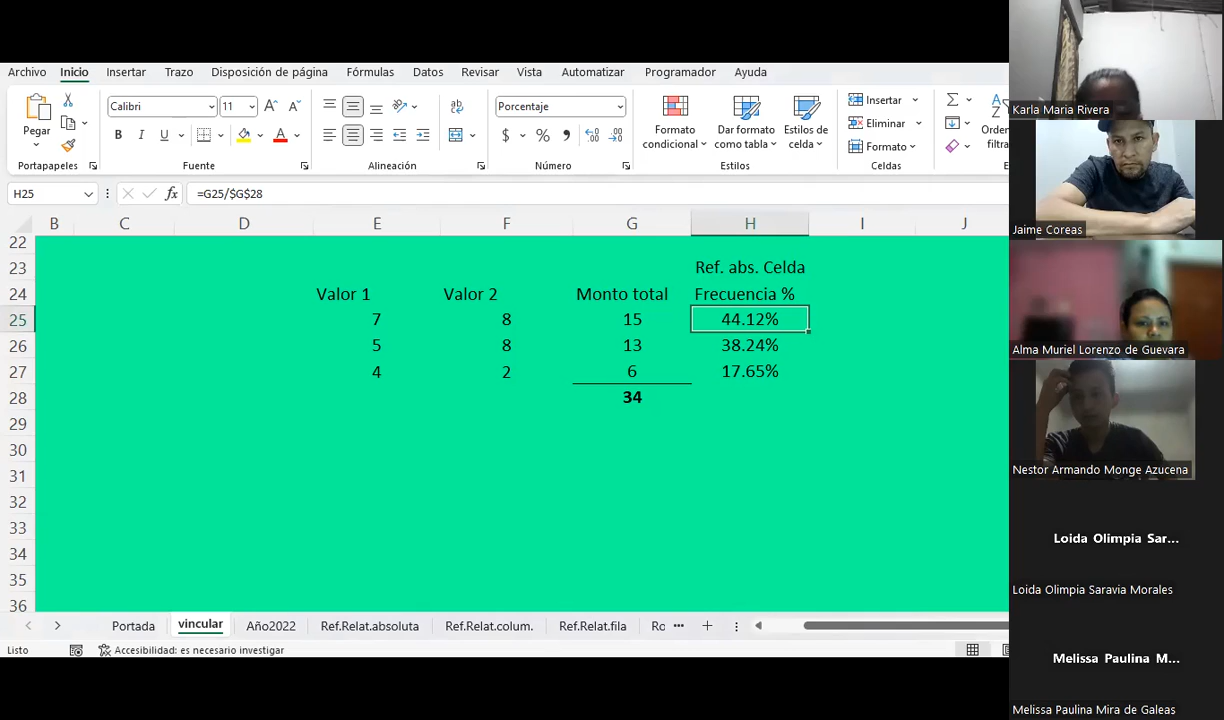 Archivo Inicio Insertar Trazo Disposición de página Fórmulas Datos Revisar Vista Automatizar Programador Ayuda
Pegar
Calibri 11
N K S
Porcentaje
$ % ,
Formato condicional
Dar formato como tabla
Estilos de celda
Insertar
Eliminar
Formato
Portapapeles Fuente Alineación Número Estilos Celdas
H25 fx =G25/$G$28
B C D E F G H I J
22
23 Ref. abs. Celda
24 Valor 1 Valor 2 Monto total Frecuencia %
25 7 8 15 44.12%
26 5 8 13 38.24%
27 4 2 6 17.65%
28 34
29
30
31
32
33
34
35
36
Portada vincular Año2022 Ref.Relat.absoluta Ref.Relat.colum. Ref.Relat.fila
Listo Accesibilidad: es necesario investigar
Karla Maria Rivera
Jaime Coreas
Alma Muriel Lorenzo de Guevara
Nestor Armando Monge Azucena
Loida Olimpia Sar...
Loida Olimpia Saravia Morales
Melissa Paulina M...
Melissa Paulina Mira de Galeas